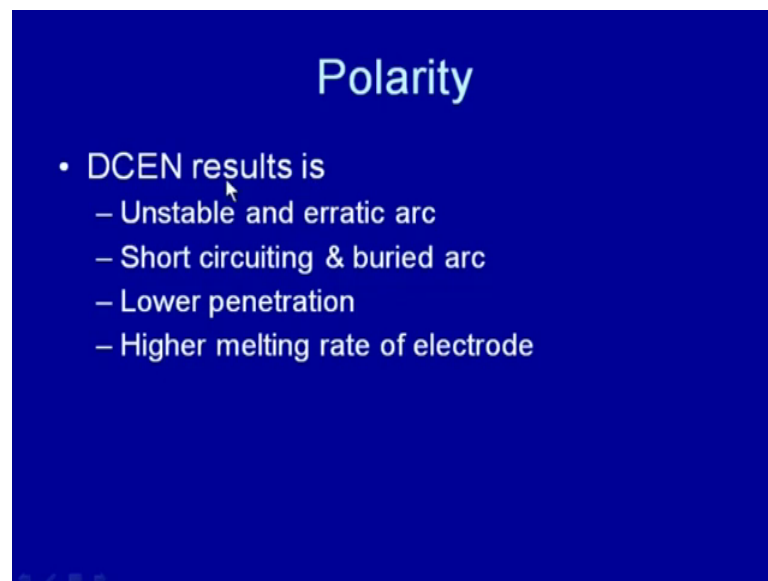 Polarity
• DCEN results is
– Unstable and erratic arc
– Short circuiting & buried arc
– Lower penetration
– Higher melting rate of electrode